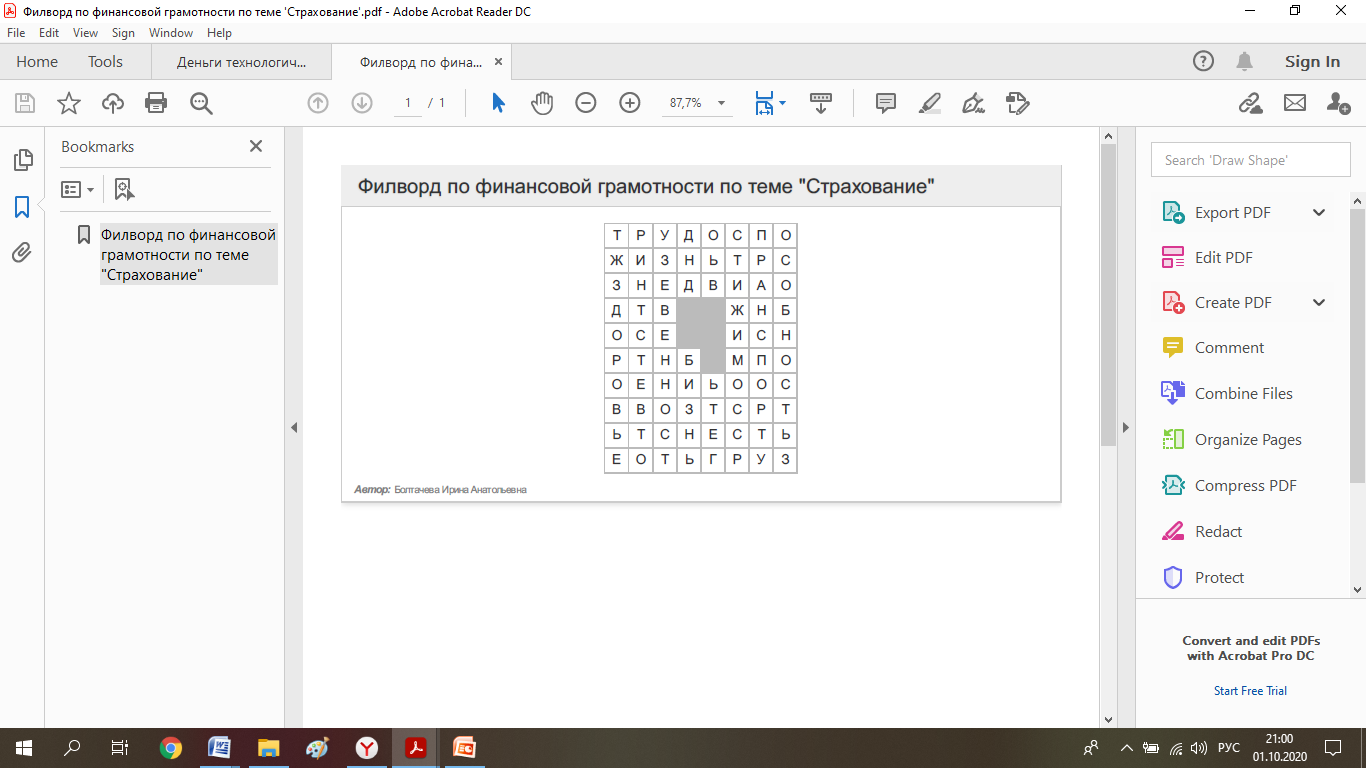 Филворд по финансовой грамотности по теме 'Страхование'.pdf - Adobe Acrobat Reader DC
File Edit View Sign Window Help
Home Tools Деньги технологич... Филворд по фина... ×
? Sign In
1 / 1 87,7%
Bookmarks
Филворд по финансовой
грамотности по теме
"Страхование"
Филворд по финансовой грамотности по теме "Страхование"
Т Р У Д О С П О
Ж И З Н Ь Т Р С
З Н Е Д В И А О
Д Т В Ж Н Б
О С Е И С Н
Р Т Н Б М П О
О Е Н И Ь О О С
В В О З Т С Р Т
Ь Т С Н Е С Т Ь
Е О Т Ь Г Р У З
Автор: Болтачева Ирина Анатольевна
Search 'Draw Shape'
Export PDF
Edit PDF
Create PDF
Comment
Combine Files
Organize Pages
Compress PDF
Redact
Protect
Convert and edit PDFs
with Acrobat Pro DC
Start Free Trial
РУС
21:00
01.10.2020